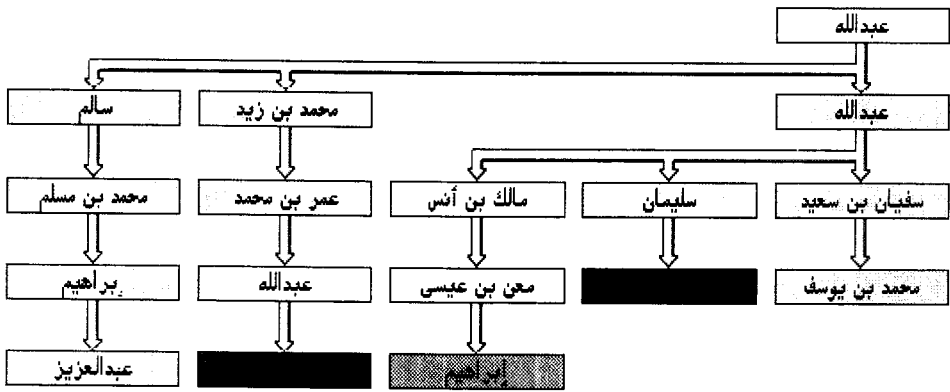 عبدالله
عبدالله محمد بن زيد سالم
سفيان بن سعيد سليمان مالك بن أنس عمر بن محمد محمد بن مسلم
محمد بن يوسف معن بن عيسى عبدالله إبراهيم
إبراهيم عبدالعزيز